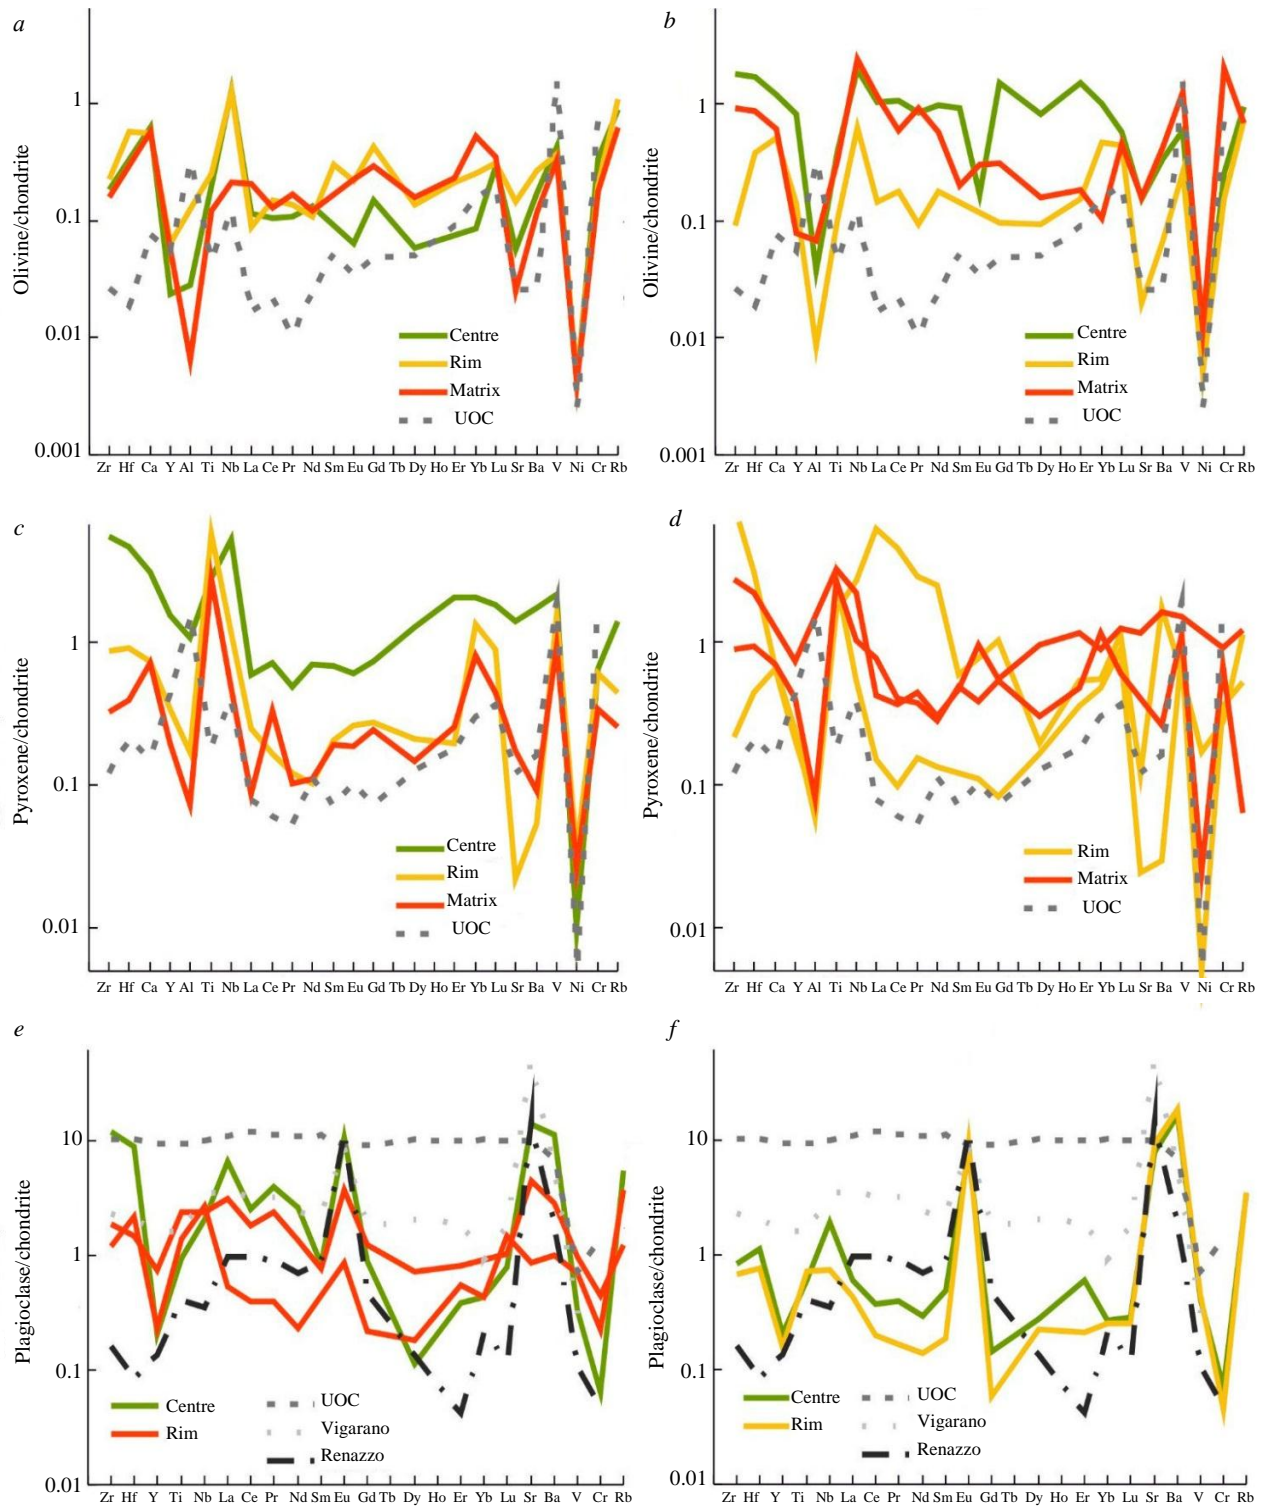 a
Olivine/chondrite
1
0.1
0.01
0.001
Centre
Rim
Matrix
UOC
Zr Hf Ca Y Al Ti Nb La Ce Pr Nd Sm Eu Gd Tb Dy Ho Er Yb Lu Sr Ba V Ni Cr Rb
b
Olivine/chondrite
1
0.1
0.01
0.001
Centre
Rim
Matrix
UOC
Zr Hf Ca Y Al Ti Nb La Ce Pr Nd Sm Eu Gd Tb Dy Ho Er Yb Lu Sr Ba V Ni Cr Rb
c
Pyroxene/chondrite
1
0.1
0.01
Centre
Rim
Matrix
UOC
Zr Hf Ca Y Al Ti Nb La Ce Pr Nd Sm Eu Gd Tb Dy Ho Er Yb Lu Sr Ba V Ni Cr Rb
d
Pyroxene/chondrite
1
0.1
0.01
Rim
Matrix
UOC
Zr Hf Ca Y Al Ti Nb La Ce Pr Nd Sm Eu Gd Tb Dy Ho Er Yb Lu Sr Ba V Ni Cr Rb
e
Plagioclase/chondrite
10
1
0.1
0.01
Centre
Rim
UOC
Vigarano
Renazzo
Zr Hf Y Ti Nb La Ce Pr Nd Sm Eu Gd Tb Dy Ho Er Yb Lu Sr Ba V Cr Rb
f
Plagioclase/chondrite
10
1
0.1
0.01
Centre
Rim
UOC
Vigarano
Renazzo
Zr Hf Y Ti Nb La Ce Pr Nd Sm Eu Gd Tb Dy Ho Er Yb Lu Sr Ba V Cr Rb